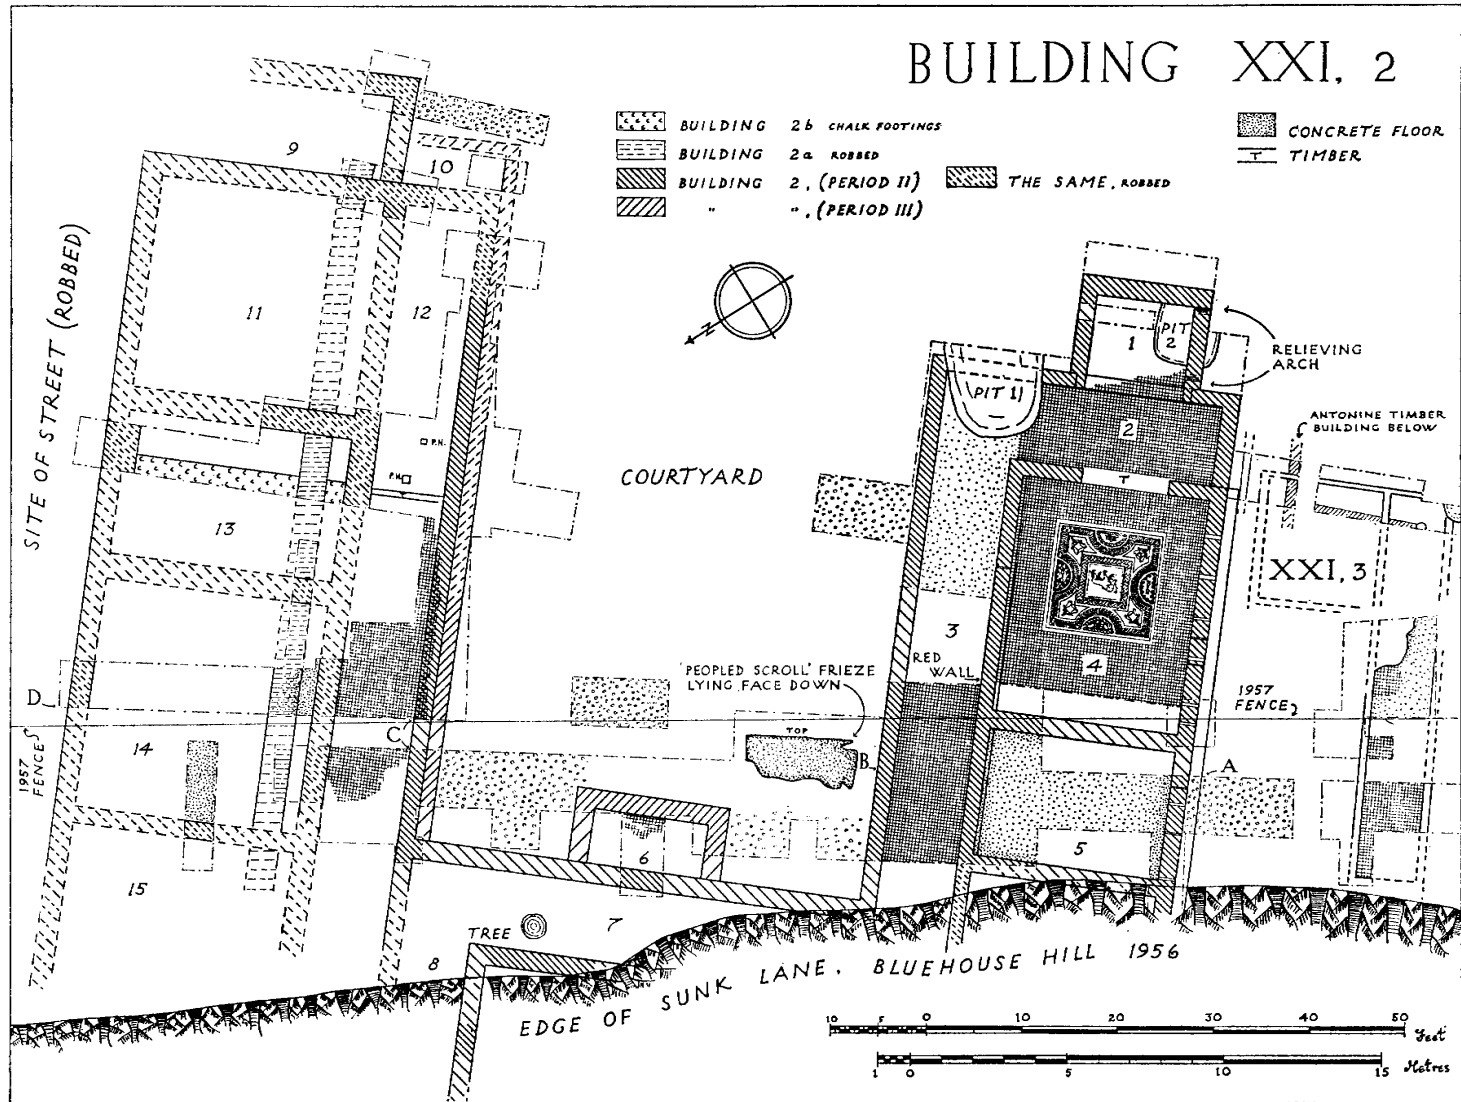 BUILDING XXI, 2
BUILDING 2b CHALK FOOTINGS
BUILDING 2a ROBBED
BUILDING 2, (PERIOD II)
THE SAME, ROBBED
" ", (PERIOD III)
CONCRETE FLOOR
T TIMBER
9
10
11
12
SITE OF STREET (ROBBED)
N
COURTYARD
1
PIT 2
RELIEVING
ARCH
PIT 1
2
ANTONINE TIMBER
BUILDING BELOW
P.H.
P.H.
T
T
13
XXI, 3
3
RED
WALL
4
'PEOPLED SCROLL' FRIEZE
LYING FACE DOWN
1957
FENCE
D
C
TOP
B
A
14
1957
FENCE
5
6
15
7
TREE
8
EDGE OF SUNK LANE, BLUEHOUSE HILL 1956
10 5 0 10 20 30 40 50 Feet
1 0 5 10 15 Metres